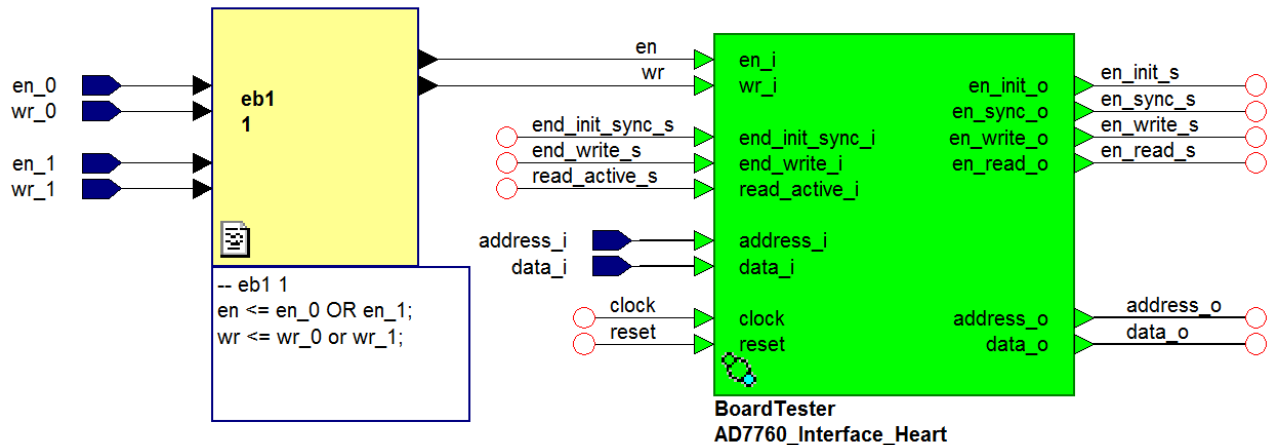 en_0
wr_0
en_1
wr_1
eb1
1
-- eb1 1
en <= en_0 OR en_1;
wr <= wr_0 or wr_1;
en
wr
end_init_sync_s
end_write_s
read_active_s
address_i
data_i
clock
reset
en_i
wr_i
end_init_sync_i
end_write_i
read_active_i
address_i
data_i
clock
reset
en_init_o
en_sync_o
en_write_o
en_read_o
address_o
data_o
en_init_s
en_sync_s
en_write_s
en_read_s
address_o
data_o
BoardTester
AD7760_Interface_Heart